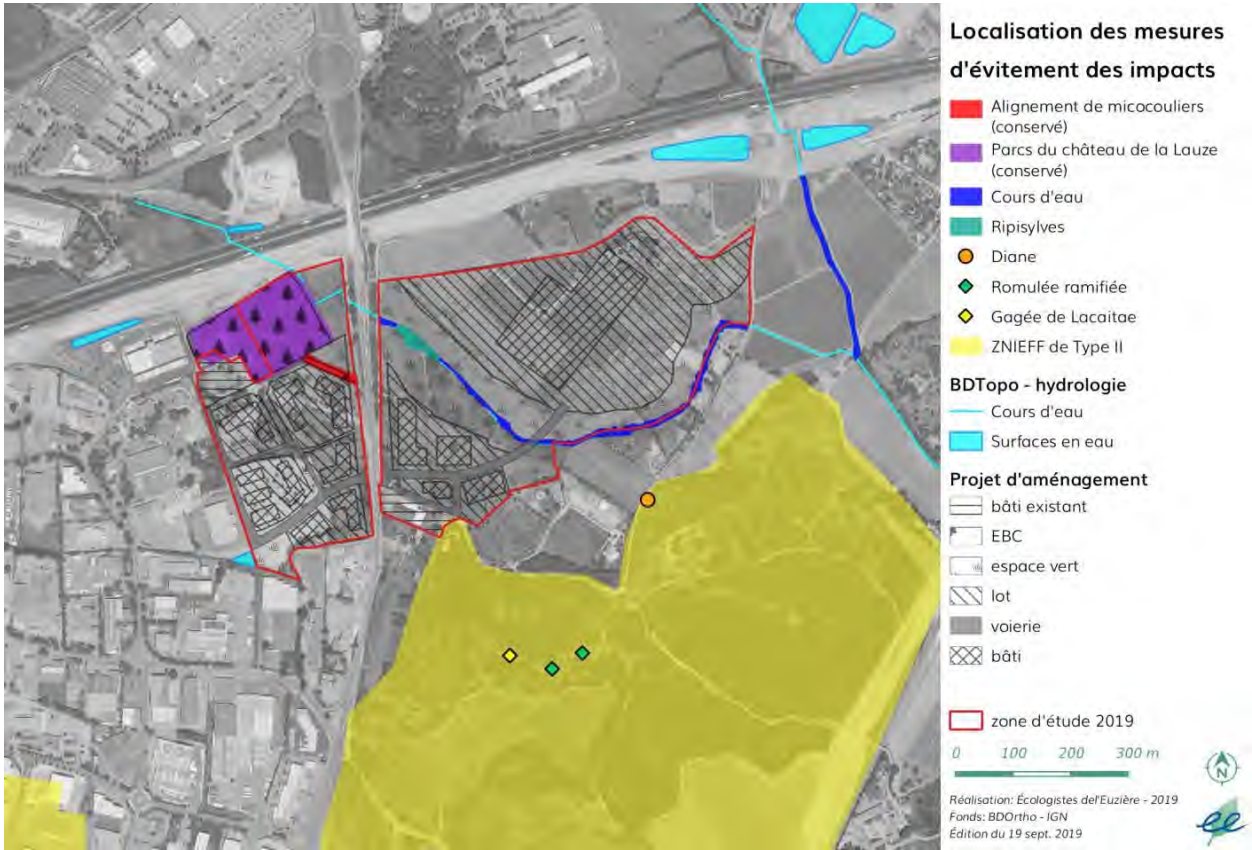 Localisation des mesures
d'évitement des impacts
Alignement de micocouliers
(conservé)
Parcs du château de la Lauze
(conservé)
Cours d'eau
Ripisylves
Diane
Romulée ramifiée
Gagée de Lacaitae
ZNIEFF de Type II
BDTopo - hydrologie
Cours d'eau
Surfaces en eau
Projet d'aménagement
bâti existant
EBC
espace vert
lot
voierie
bâti
zone d'étude 2019
0 100 200 300 m
N
Réalisation: Écologistes del'Euzière - 2019
Fonds: BDOrtho - IGN
Édition du 19 sept. 2019
ee